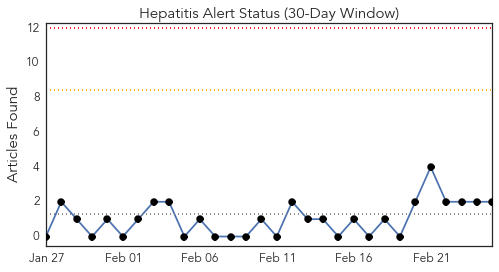 Hepatitis Alert Status (30-Day Window)
12
10
8
6
4
2
0
Articles Found
Jan 27 Feb 01 Feb 06 Feb 11 Feb 16 Feb 21